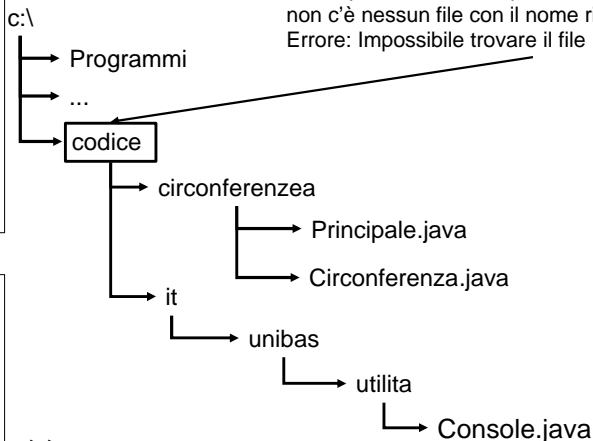 non c'è nessun file con il nome
c:\
Errore: Impossibile trovare il file
Programmi
...
codice
circonferenzea
Principale.java
Circonferenza.java
it
unibas
utilita
Console.java